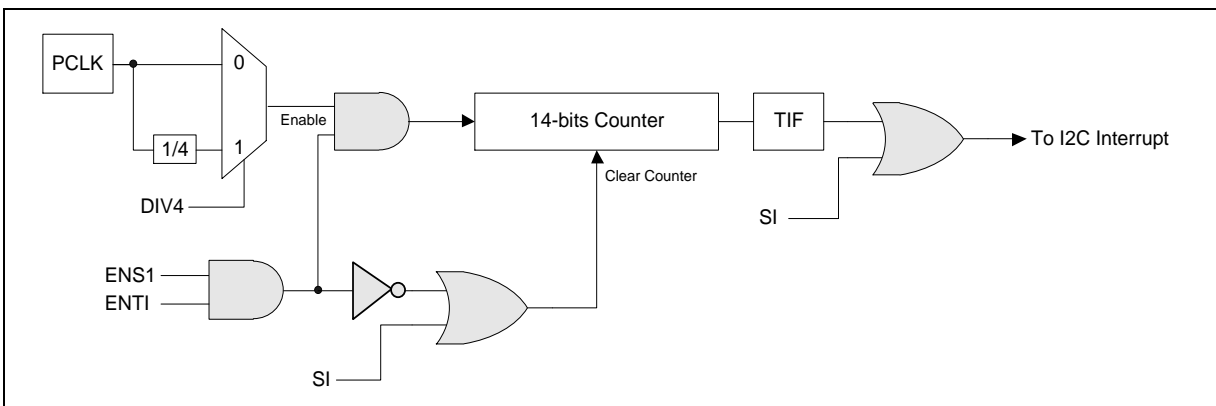 PCLK
0
1/4
1
DIV4
Enable
14-bits Counter
TIF
To I2C Interrupt
Clear Counter
SI
ENS1
ENTI
SI